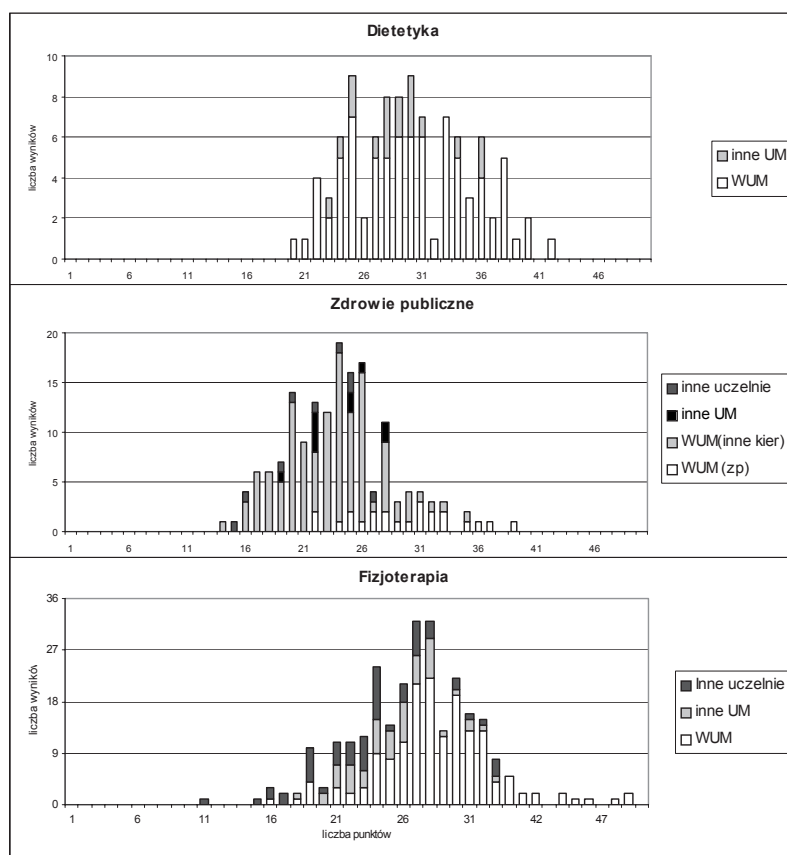 Dietetyka
10
8
6
4
2
0
liczba wyników
1 6 11 16 21 26 31 36 41 46
inne UM
WUM
Zdrowie publiczne
20
15
10
5
0
liczba wyników
1 6 11 16 21 26 31 36 41 46
inne uczelnie
inne UM
WUM(inne kier)
WUM (zp)
Fizjoterapia
36
27
18
9
0
liczba wyników
1 6 11 16 21 26 31 36 42 47
liczba punktów
Inne uczelnie
inne UM
WUM